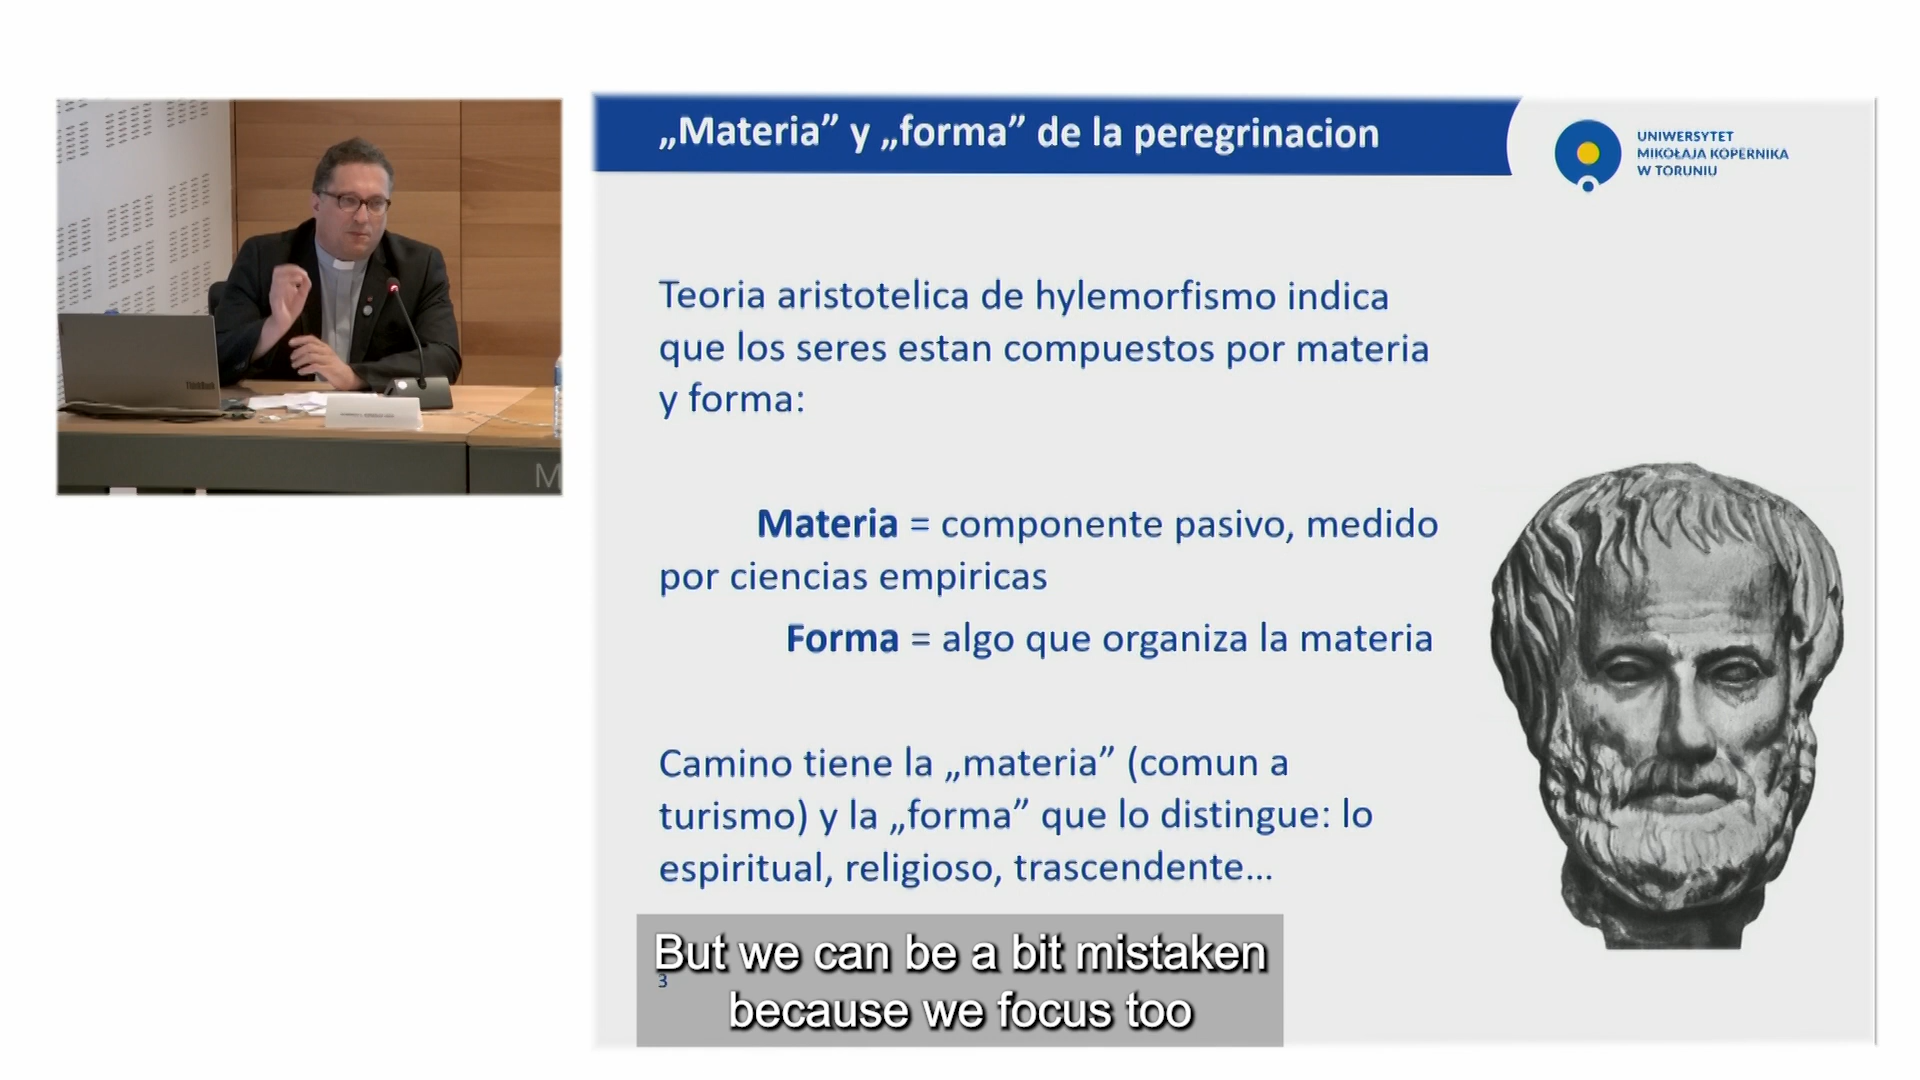 „Materia” y „forma” de la peregrinacion
UNIWERSYTET
MIKOŁAJA KOPERNIKA
W TORUNIU
Teoria aristotelica de hylemorfismo indica
que los seres estan compuestos por materia
y forma:
Materia = componente pasivo, medido
por ciencias empiricas
Forma = algo que organiza la materia
Camino tiene la „materia” (comun a
turismo) y la „forma” que lo distingue: lo
espiritual, religioso, trascendente...
3
But we can be a bit mistaken
because we focus too
ThinkPad
M